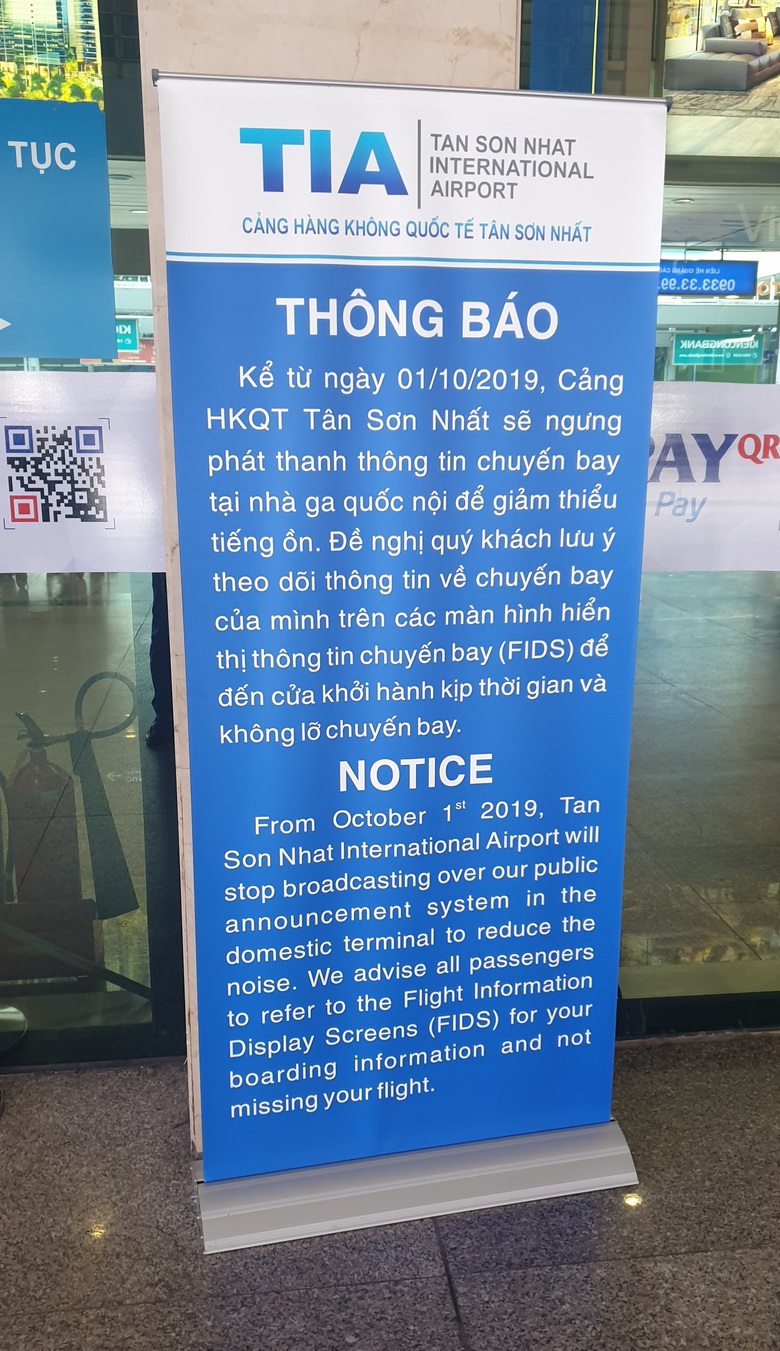 TỤC
TIA
TAN SON NHAT
INTERNATIONAL
AIRPORT
CẢNG HÀNG KHÔNG QUỐC TẾ TÂN SƠN NHẤT
THÔNG BÁO
Kể từ ngày 01/10/2019, Cảng
HKQT Tân Sơn Nhất sẽ ngưng
phát thanh thông tin chuyến bay
tại nhà ga quốc nội để giảm thiểu
tiếng ồn. Đề nghị quý khách lưu ý
theo dõi thông tin về chuyến bay
của mình trên các màn hình hiển
thị thông tin chuyến bay (FIDS) để
đến cửa khởi hành kịp thời gian và
không lỡ chuyến bay.
NOTICE
From October 1st 2019, Tan
Son Nhat International Airport will
stop broadcasting over our public
announcement system in the
domestic terminal to reduce the
noise. We advise all passengers
to refer to the Flight Information
Display Screens (FIDS) for your
boarding information and not
missing your flight.
PAY QR
Pay
KIENLONGBANK